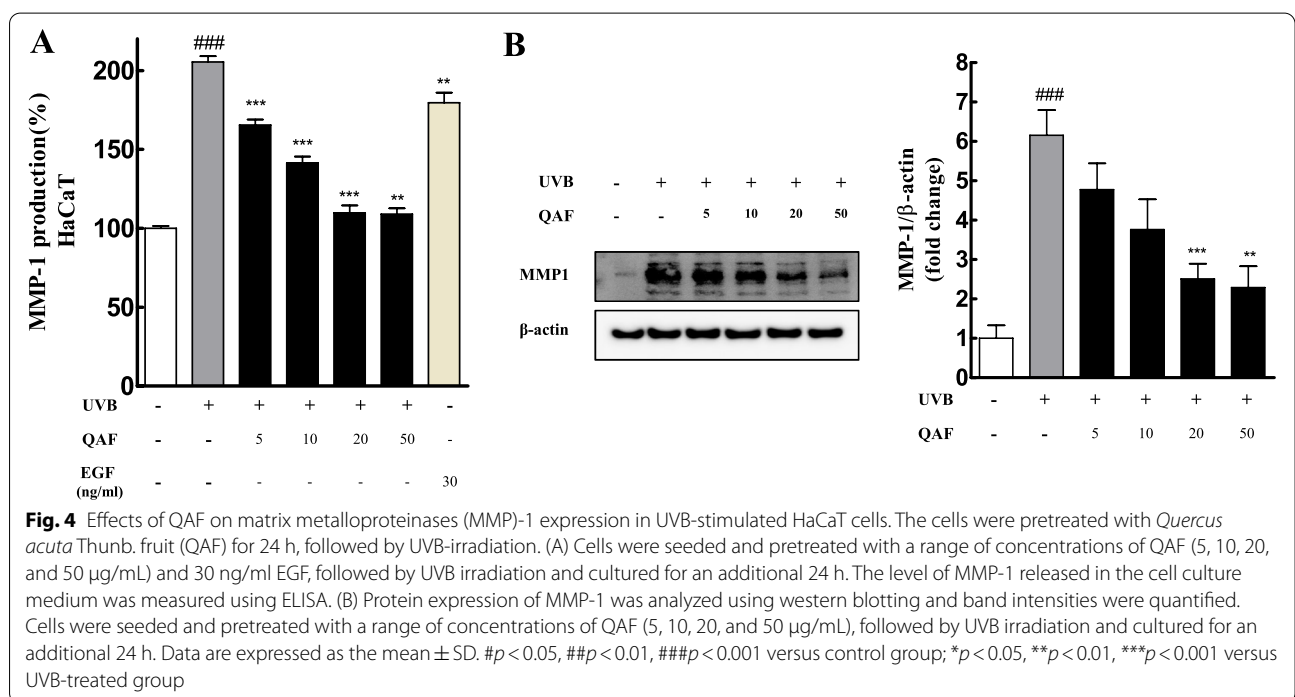 A
MMP-1 production(%)
HaCaT
200
150
100
50
0
###
***
***
***
**
**
UVB - + + + + + -
QAF - - 5 10 20 50 -
EGF - - - - - - 30
(ng/ml)
B
UVB - + + + + +
QAF - - 5 10 20 50
MMP1
β-actin
MMP-1/β-actin
(fold change)
8
7
6
5
4
3
2
1
0
###
***
**
UVB - + + + + +
QAF - - 5 10 20 50
Fig. 4 Effects of QAF on matrix metalloproteinases (MMP)-1 expression in UVB-stimulated HaCaT cells. The cells were pretreated with Quercus
acuta Thunb. fruit (QAF) for 24 h, followed by UVB-irradiation. (A) Cells were seeded and pretreated with a range of concentrations of QAF (5, 10, 20,
and 50 μg/mL) and 30 ng/ml EGF, followed by UVB irradiation and cultured for an additional 24 h. The level of MMP-1 released in the cell culture
medium was measured using ELISA. (B) Protein expression of MMP-1 was analyzed using western blotting and band intensities were quantified.
Cells were seeded and pretreated with a range of concentrations of QAF (5, 10, 20, and 50 μg/mL), followed by UVB irradiation and cultured for an
additional 24 h. Data are expressed as the mean ± SD. #p < 0.05, ##p < 0.01, ###p < 0.001 versus control group; *p < 0.05, **p < 0.01, ***p < 0.001 versus
UVB-treated group